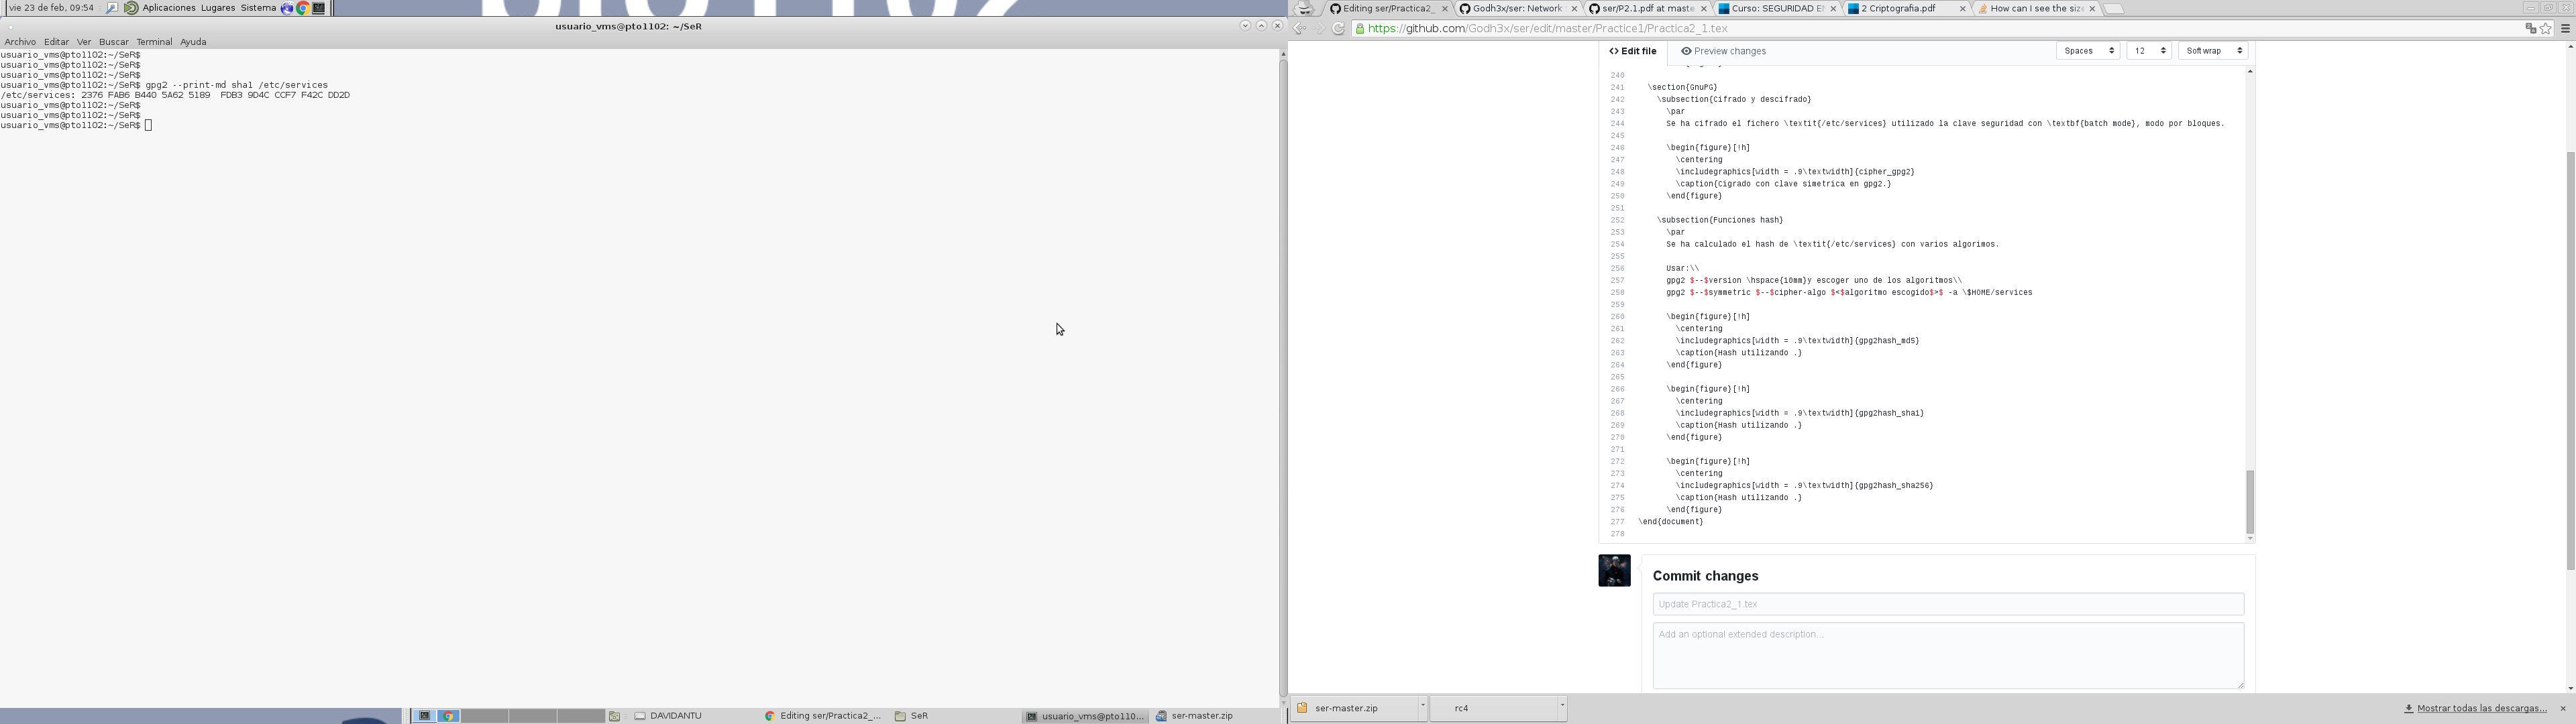 vie 23 de feb, 09:54 Aplicaciones Lugares Sistema
usuario_vms@pto1102: ~/SeR
Archivo Editar Ver Buscar Terminal Ayuda
usuario_vms@pto1102:~/SeR$
usuario_vms@pto1102:~/SeR$
usuario_vms@pto1102:~/SeR$
usuario_vms@pto1102:~/SeR$ gpg2 --print-md sha1 /etc/services
/etc/services: 2376 FAB6 B440 5A62 5189  FDB3 9D4C CCF7 F42C DD2D
usuario_vms@pto1102:~/SeR$
usuario_vms@pto1102:~/SeR$
usuario_vms@pto1102:~/SeR$
DAVIDANTU Editing ser/Practica2_... SeR usuario_vms@pto110... ser-master.zip
Editing ser/Practica2_ Godh3x/ser: Network ser/P2.1.pdf at maste Curso: SEGURIDAD E 2 Criptografia.pdf How can I see the siz
https://github.com/Godh3x/ser/edit/master/Practice1/Practica2_1.tex
<> Edit file Preview changes Spaces 12 Soft wrap
240
241 \section{GnuPG}
242 \subsection{Cifrado y descifrado}
243 \par
244 Se ha cifrado el fichero \textit{/etc/services} utilizado la clave seguridad con \textbf{batch mode}, modo por bloques.
245
246 \begin{figure}[!h]
247 \centering
248 \includegraphics[width = .9\textwidth]{cipher_gpg2}
249 \caption{Cigrado con clave simetrica en gpg2.}
250 \end{figure}
251
252 \subsection{Funciones hash}
253 \par
254 Se ha calculado el hash de \textit{/etc/services} con varios algorimos.
255
256 Usar:\\
257 gpg2 $--$version \hspace{10mm}y escoger uno de los algoritmos\\
258 gpg2 $--$symmetric $--$cipher-algo $<$algoritmo escogido$>$ -a \$HOME/services
259
260 \begin{figure}[!h]
261 \centering
262 \includegraphics[width = .9\textwidth]{gpg2hash_md5}
263 \caption{Hash utilizando .}
264 \end{figure}
265
266 \begin{figure}[!h]
267 \centering
268 \includegraphics[width = .9\textwidth]{gpg2hash_sha1}
269 \caption{Hash utilizando .}
270 \end{figure}
271
272 \begin{figure}[!h]
273 \centering
274 \includegraphics[width = .9\textwidth]{gpg2hash_sha256}
275 \caption{Hash utilizando .}
276 \end{figure}
277 \end{document}
278
Commit changes
Update Practica2_1.tex
Add an optional extended description...
ser-master.zip rc4 Mostrar todas las descargas...